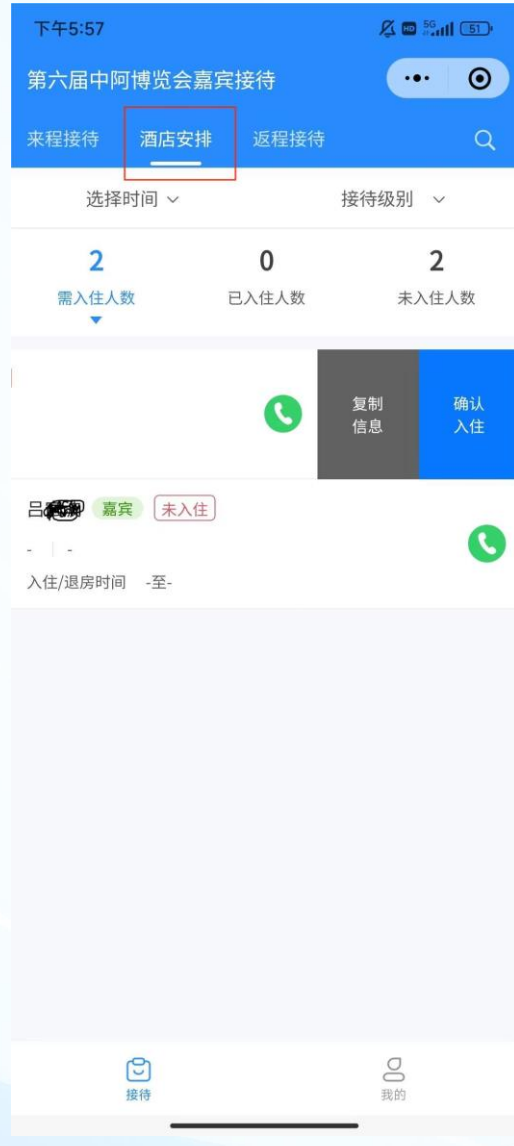 下午5:57
HD 5G 51
第六届中阿博览会嘉宾接待
来程接待 酒店安排 返程接待
选择时间 接待级别
2 0 2
需入住人数 已入住人数 未入住人数
复制 确认
信息 入住
吕 嘉宾 未入住
- | -
入住/退房时间 -至-
接待 我的